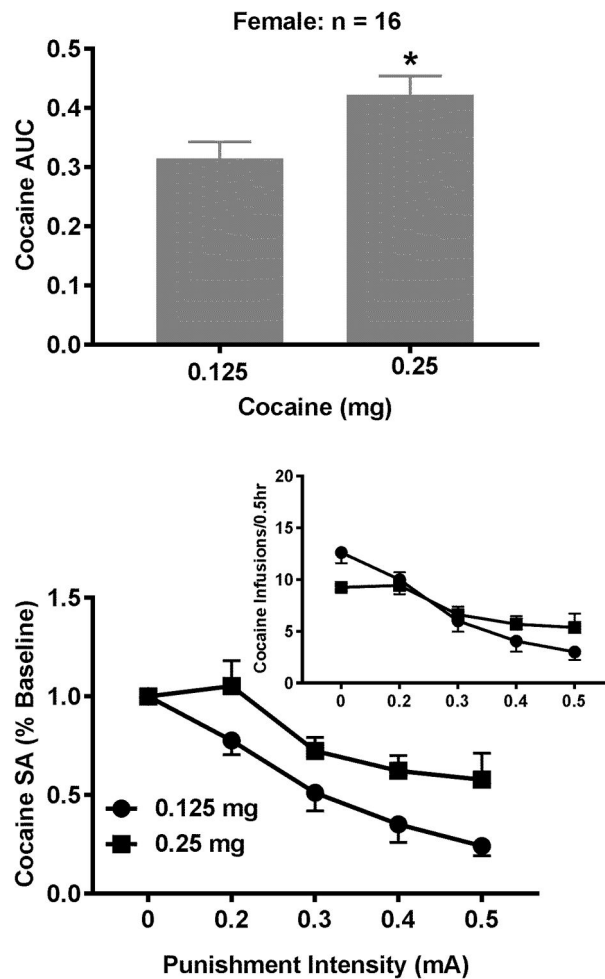 Female: n = 16
0.5
*
0.4
0.3
0.2
0.1
0.0
Cocaine AUC
0.125
0.25
Cocaine (mg)
20
15
10
5
0
Cocaine Infusions/0.5hr
0 0.2 0.3 0.4 0.5
1.5
1.0
0.5
0.0
Cocaine SA (% Baseline)
0.125 mg
0.25 mg
0 0.2 0.3 0.4 0.5
Punishment Intensity (mA)